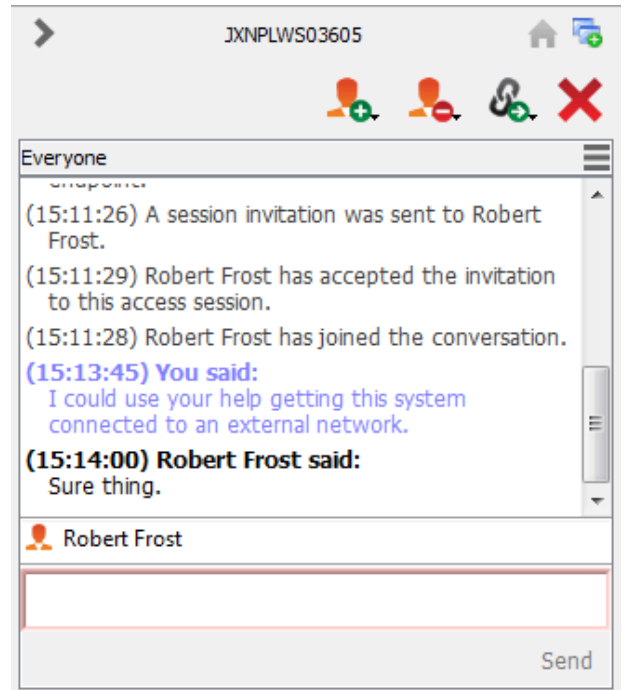 JXNPLWS03605
Everyone
(15:11:26) A session invitation was sent to Robert
Frost.
(15:11:29) Robert Frost has accepted the invitation
to this access session.
(15:11:28) Robert Frost has joined the conversation.
(15:13:45) You said:
I could use your help getting this system
connected to an external network.
(15:14:00) Robert Frost said:
Sure thing.
Robert Frost
Send